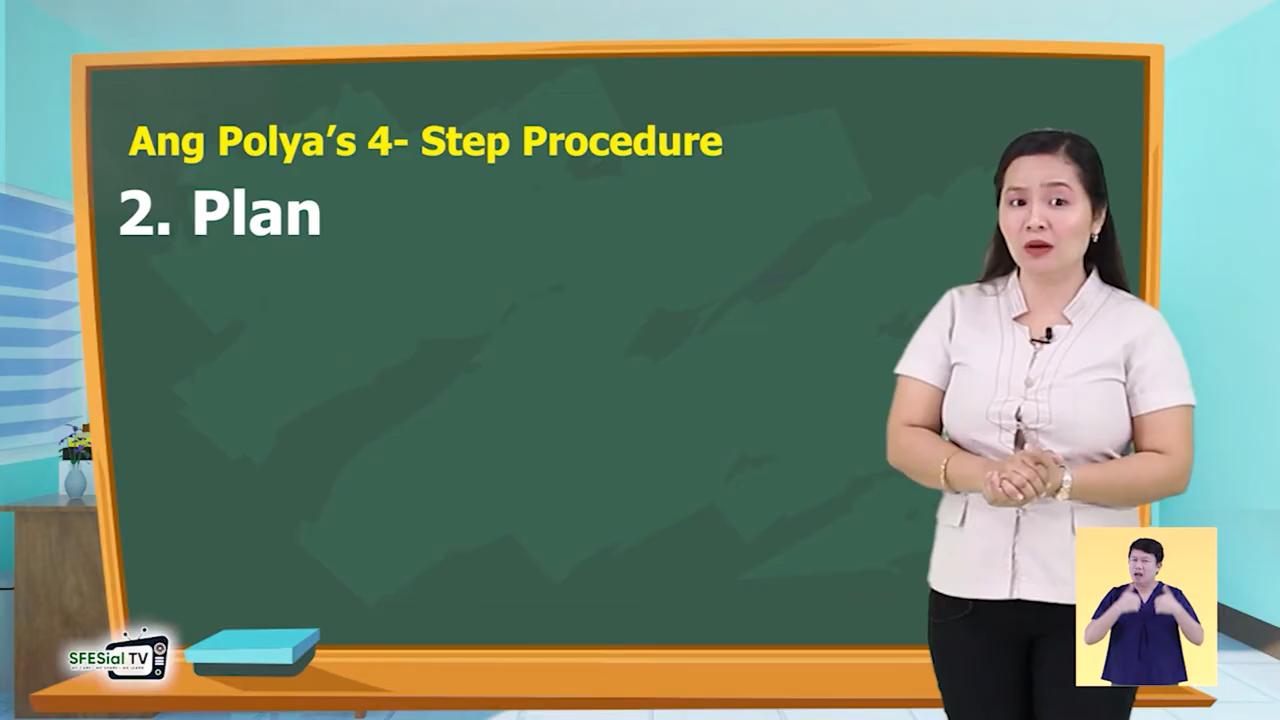 Ang Polya's 4- Step Procedure
2. Plan
SFESial TV